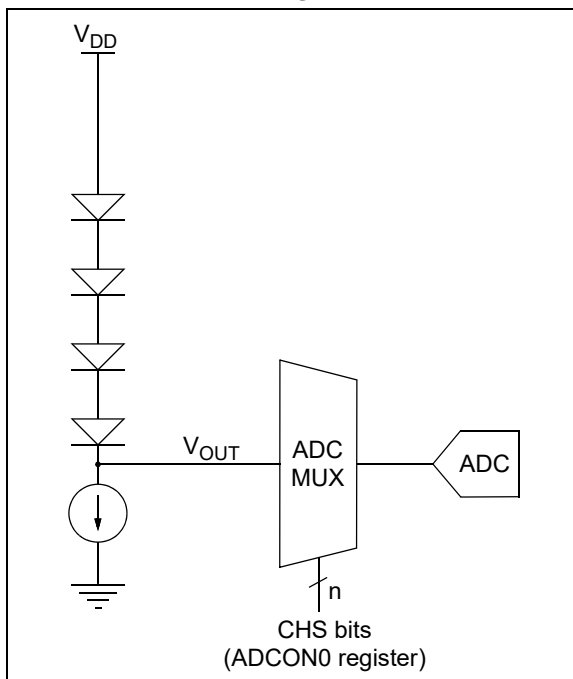 VDD
VOUT
ADC
MUX
ADC
n
CHS bits
(ADCON0 register)